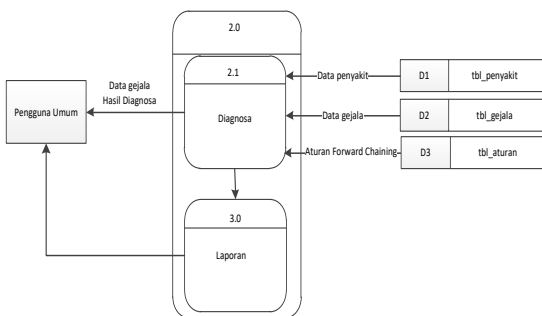 2.0
2.1
Diagnosa
Data penyakit
D1
tbl_penyakit
Data gejala
Hasil Diagnosa
Pengguna Umum
Data gejala
D2
tbl_gejala
Aturan Forward Chaining
D3
tbl_aturan
3.0
Laporan